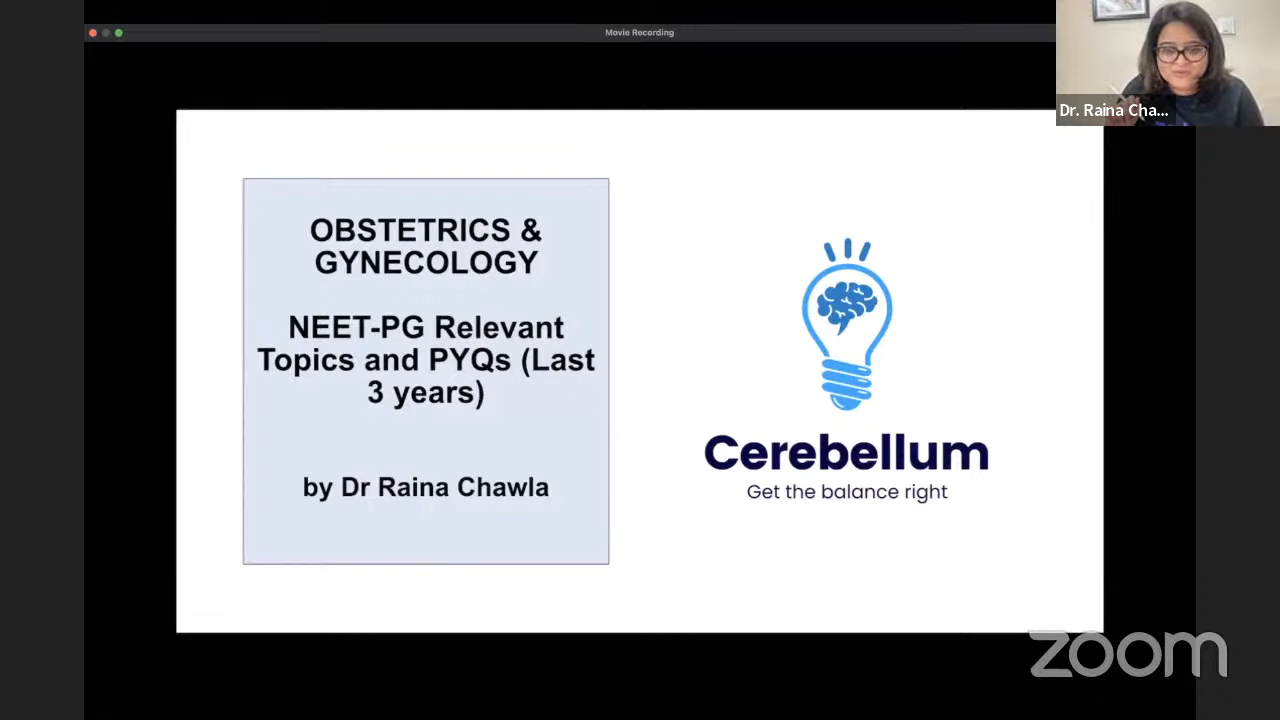 Movie Recording
Dr. Raina Cha...
OBSTETRICS &
GYNECOLOGY
NEET-PG Relevant
Topics and PYQs (Last
3 years)
by Dr Raina Chawla
Cerebellum
Get the balance right
zoom